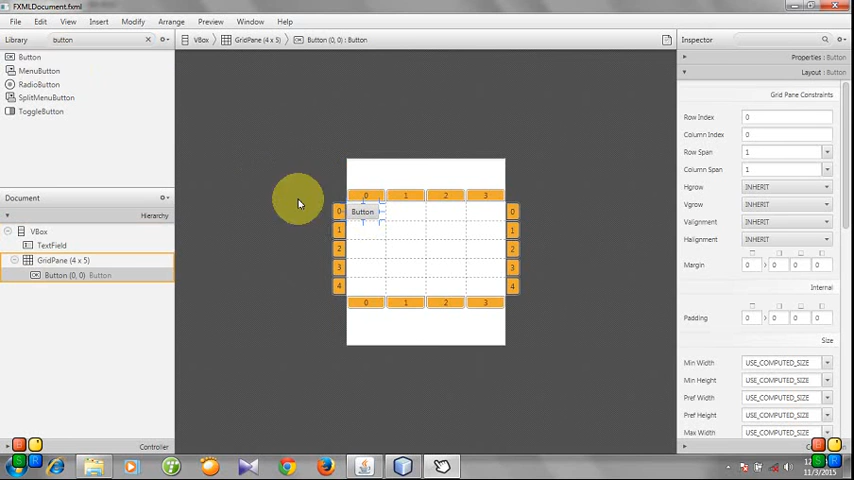 FXMLDocument.fxml
File Edit View Insert Modify Arrange Preview Window Help
Library button
VBox GridPane (4 x 5) Button (0, 0) : Button
Inspector
Button
MenuButton
RadioButton
SplitMenuButton
ToggleButton
Document
Hierarchy
VBox
TextField
GridPane (4 x 5)
Button (0, 0) Button
Controller
0 1 2 3
0 Button 0
1 1
2 2
3 3
4 4
0 1 2 3
Properties : Button
Layout : Button
Grid Pane Constraints
Row Index 0
Column Index 0
Row Span 1
Column Span 1
Hgrow INHERIT
Vgrow INHERIT
Valignment INHERIT
Halignment INHERIT
Margin 0 0 0 0
Internal
Padding 0 0 0 0
Size
Min Width USE_COMPUTED_SIZE
Min Height USE_COMPUTED_SIZE
Pref Width USE_COMPUTED_SIZE
Pref Height USE_COMPUTED_SIZE
Max Width USE_COMPUTED_SIZE
11/3/2015